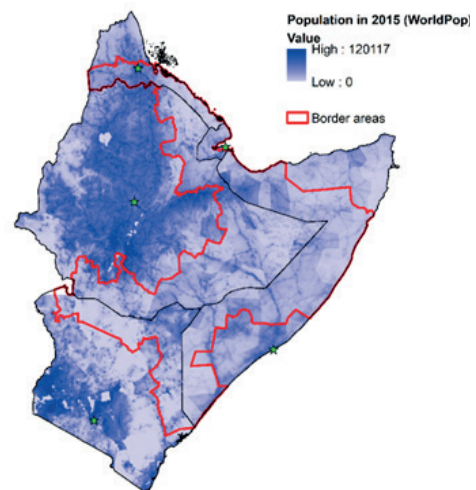 Population in 2015 (WorldPop)
Value
High : 120117
Low : 0
Border areas